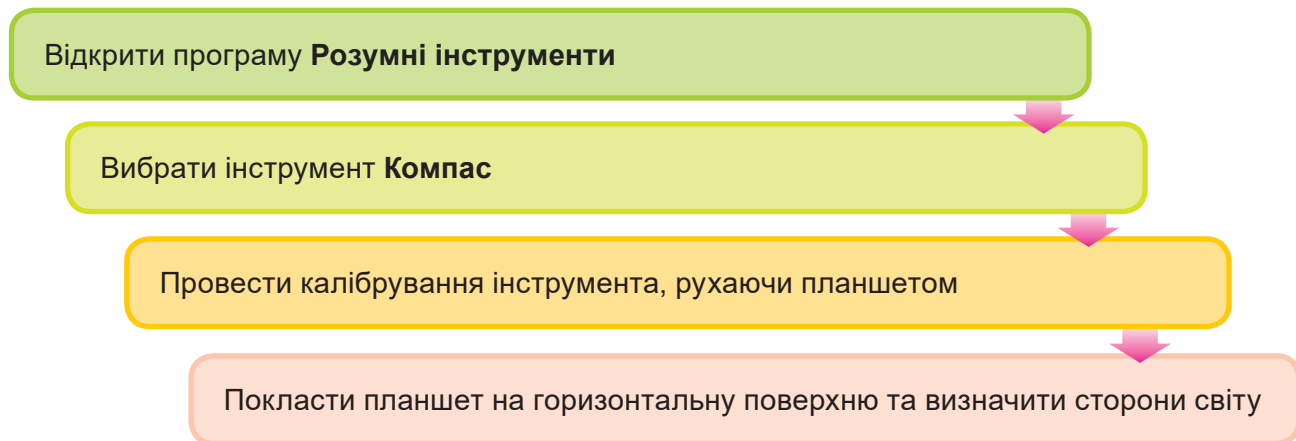 Відкрити програму Розумні інструменти
Вибрати інструмент Компас
Провести калібрування інструмента, рухаючи планшетом
Покласти планшет на горизонтальну поверхню та визначити сторони світу